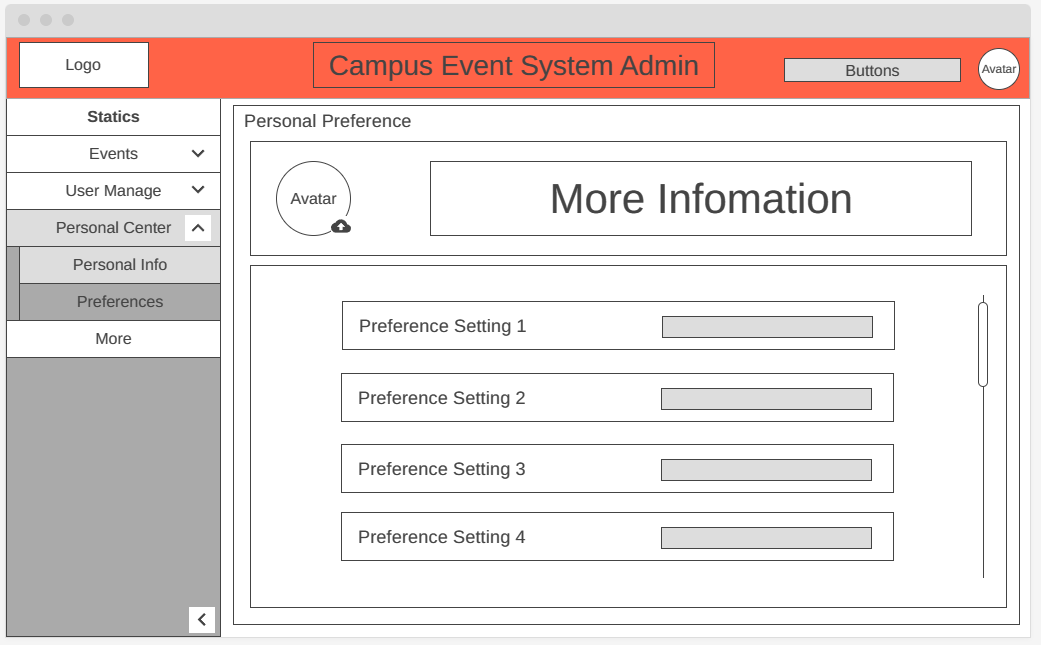 Logo
Campus Event System Admin
Buttons
Avatar
Statics
Events
User Manage
Personal Center
Personal Info
Preferences
More
Personal Preference
Avatar
More Infomation
Preference Setting 1
Preference Setting 2
Preference Setting 3
Preference Setting 4